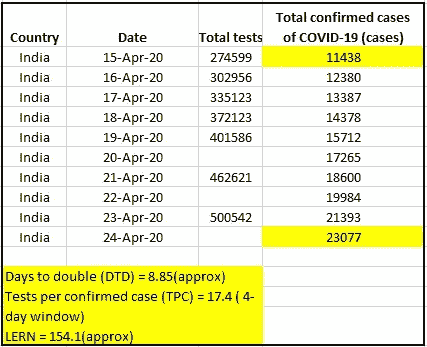 Country Date Total tests Total confirmed cases of COVID-19 (cases)
India 15-Apr-20 274599 11438
India 16-Apr-20 302956 12380
India 17-Apr-20 335123 13387
India 18-Apr-20 372123 14378
India 19-Apr-20 401586 15712
India 20-Apr-20 17265
India 21-Apr-20 462621 18600
India 22-Apr-20 19984
India 23-Apr-20 500542 21393
India 24-Apr-20 23077
Days to double (DTD) = 8.85(approx)
Tests per confirmed case (TPC) = 17.4 ( 4-
day window)
LERN = 154.1(approx)